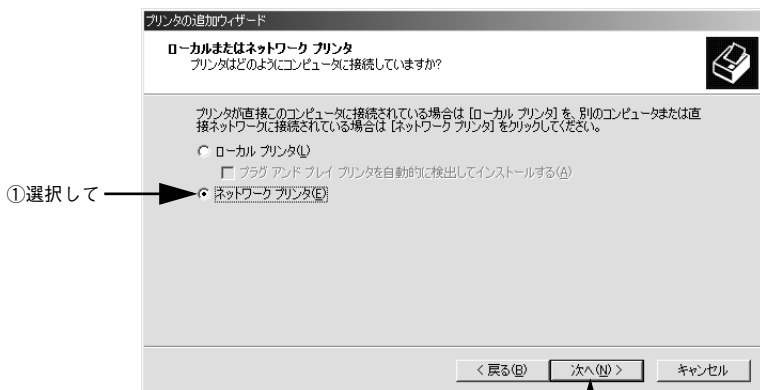 プリンタの追加ウィザード
ローカルまたはネットワーク プリンタ
プリンタはどのようにコンピュータに接続していますか?
プリンタが直接このコンピュータに接続されている場合は [ローカル プリンタ] を、別のコンピュータまたは直
接ネットワークに接続されている場合は [ネットワーク プリンタ] をクリックしてください。
ローカル プリンタ(L)
プラグ アンド プレイ プリンタを自動的に検出してインストールする(A)
①選択して
ネットワーク プリンタ(E)
< 戻る(B)
次へ(N) >
キャンセル